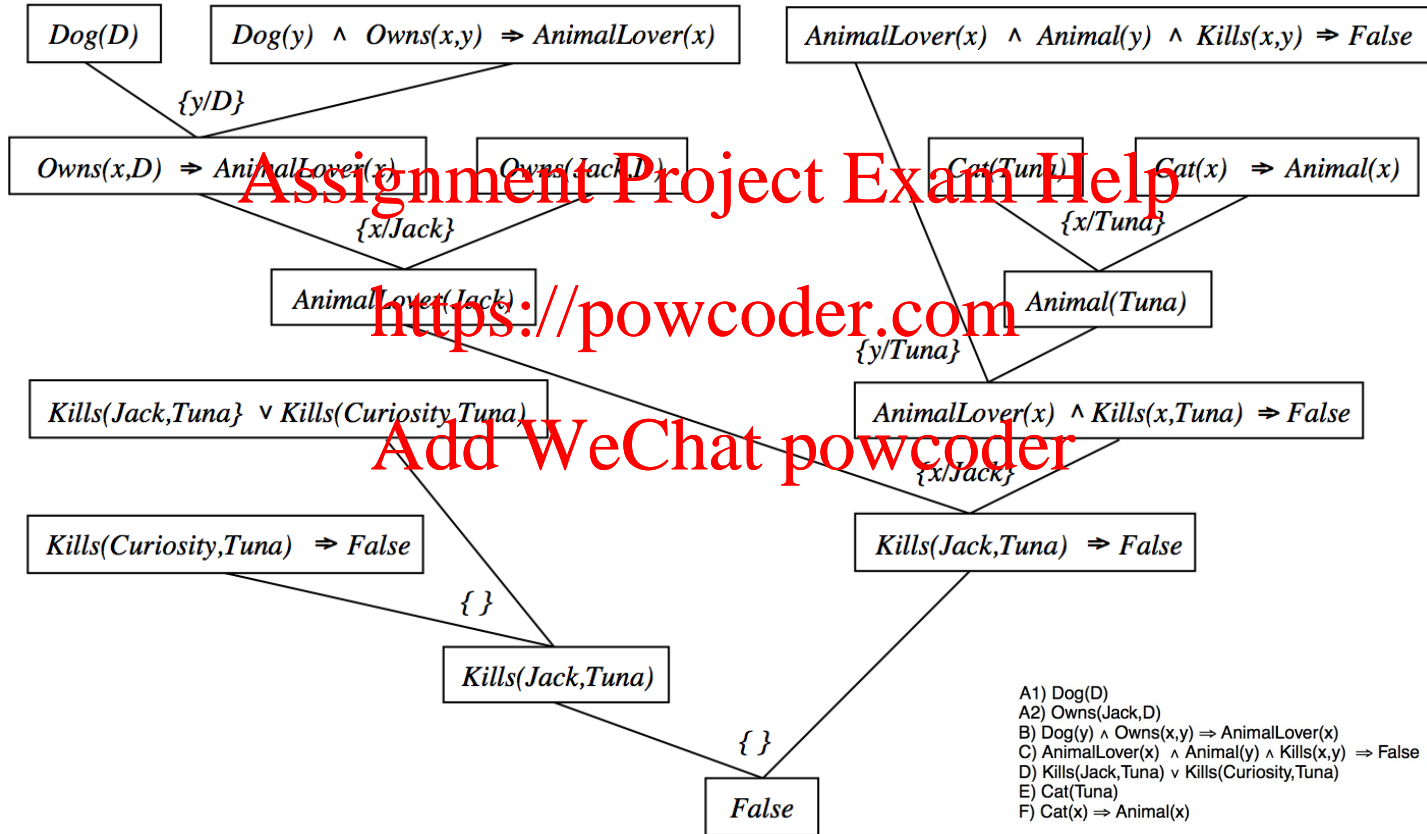 Dog(D)
Dog(y) ∧ Owns(x,y) ⇒ AnimalLover(x)
AnimalLover(x) ∧ Animal(y) ∧ Kills(x,y) ⇒ False
{y/D}
Owns(x,D) ⇒ AnimalLover(x)
Owns(Jack,D)
Cat(Tuna)
Cat(x) ⇒ Animal(x)
Assignment Project Exam Help
{x/Jack}
{x/Tuna}
AnimalLover(Jack)
Animal(Tuna)
https://powcoder.com
{y/Tuna}
Kills(Jack,Tuna} ∨ Kills(Curiosity,Tuna)
AnimalLover(x) ∧ Kills(x,Tuna) ⇒ False
Add WeChat powcoder
{x/Jack}
Kills(Curiosity,Tuna) ⇒ False
Kills(Jack,Tuna) ⇒ False
{ }
Kills(Jack,Tuna)
{ }
False
A1) Dog(D)
A2) Owns(Jack,D)
B) Dog(y) ∧ Owns(x,y) ⇒ AnimalLover(x)
C) AnimalLover(x) ∧ Animal(y) ∧ Kills(x,y) ⇒ False
D) Kills(Jack,Tuna) ∨ Kills(Curiosity,Tuna)
E) Cat(Tuna)
F) Cat(x) ⇒ Animal(x)